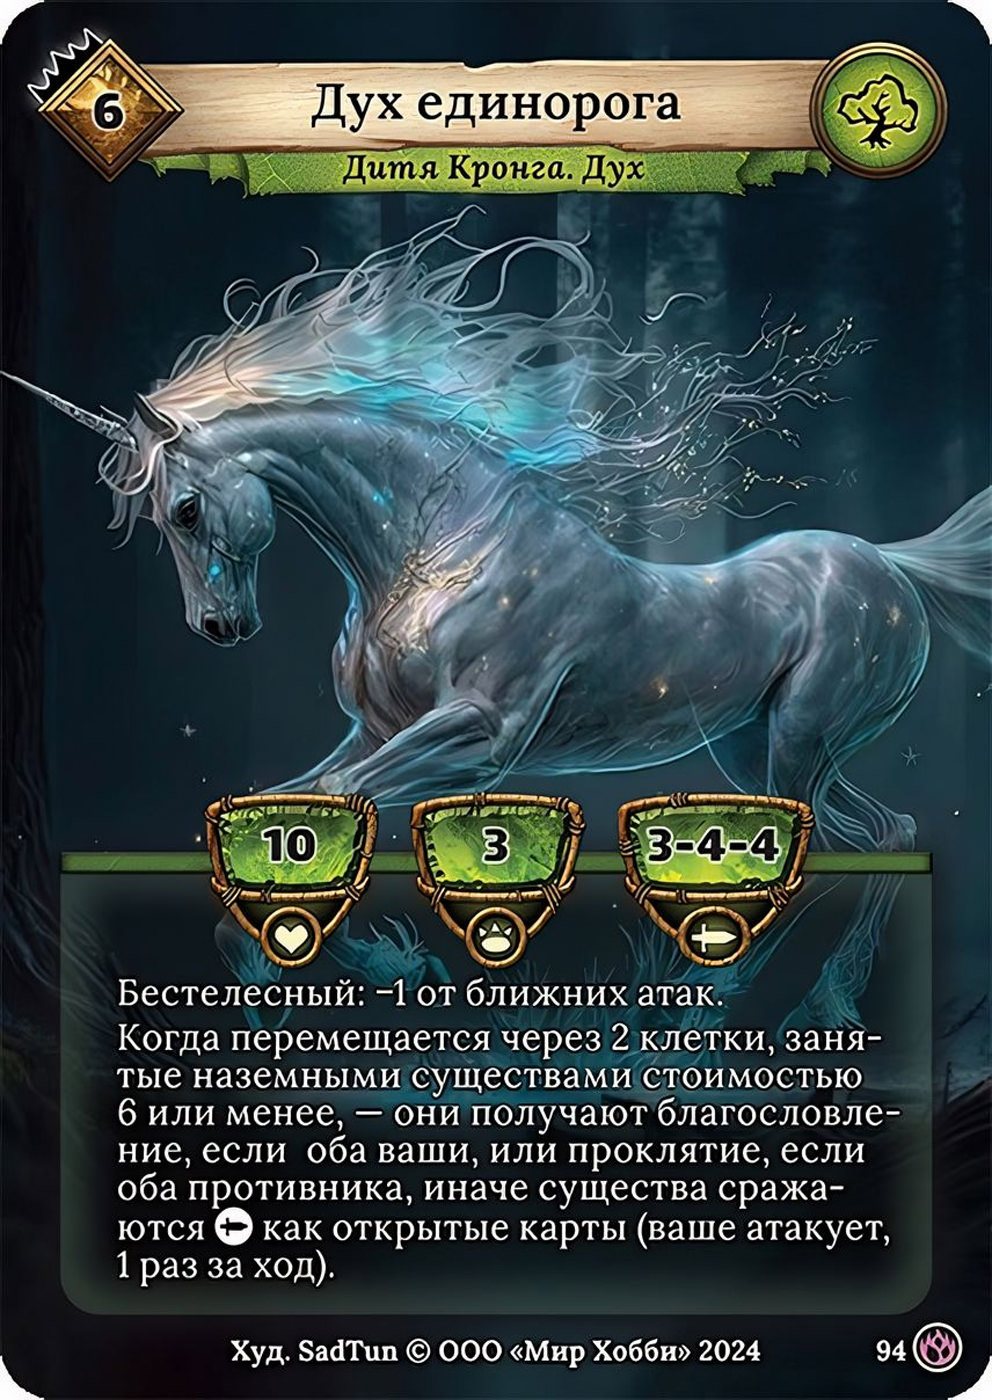 6
Дух единорога
Дитя Кронга. Дух
10 3 3-4-4
Бестелесный: –1 от ближних атак.
Когда перемещается через 2 клетки, заня-
тые наземными существами стоимостью
6 или менее, — они получают благословле-
ние, если оба ваши, или проклятие, если
оба противника, иначе существа сража-
ются как открытые карты (ваше атакует,
1 раз за ход).
Худ. SadTun © ООО «Мир Хобби» 2024 94